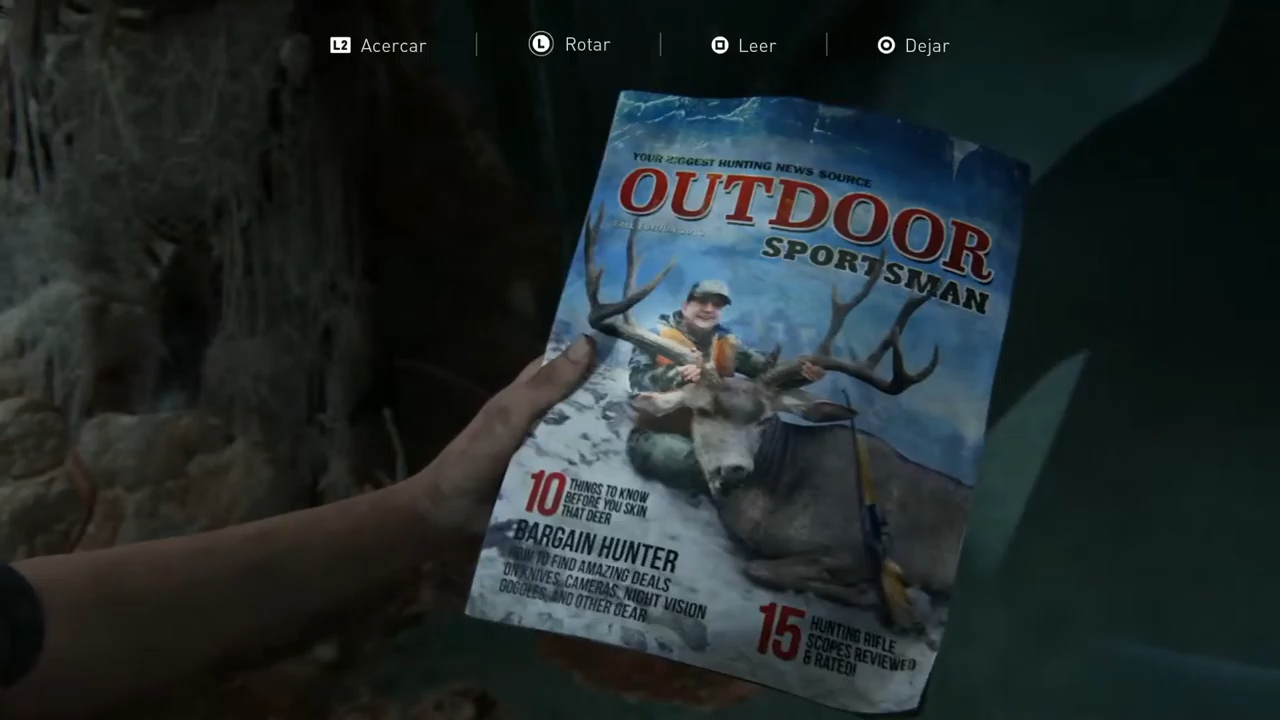 L2 Acercar
L Rotar
Leer
Dejar
YOUR BIGGEST HUNTING NEWS SOURCE
OUTDOOR
SPORTSMAN
10 THINGS TO KNOW
BEFORE YOU SKIN
THAT DEER
BARGAIN HUNTER
HOW TO FIND AMAZING DEALS
ON KNIVES, CAMERAS, NIGHT VISION
GOGGLES, AND OTHER GEAR
15 HUNTING RIFLE
SCOPES REVIEWED
& RATED!